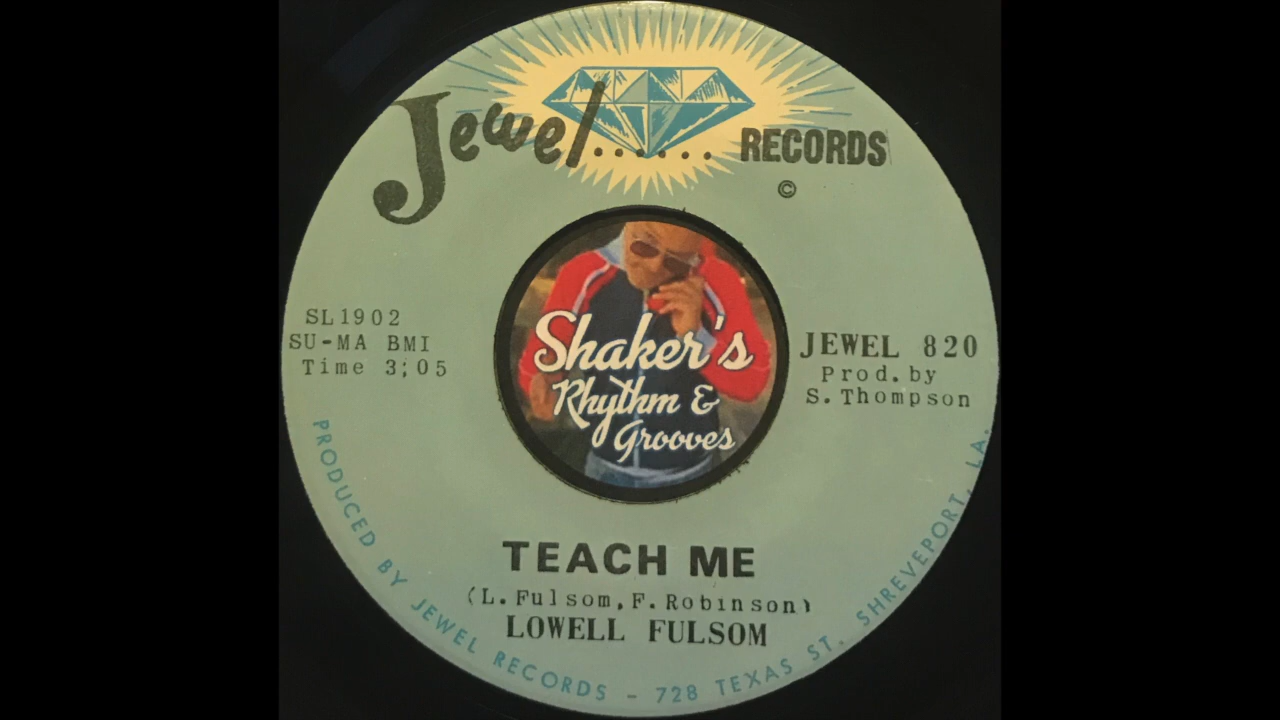 Jewel...... RECORDS
©
SL1902
SU-MA BMI
Time 3;05
Shaker's
Rhythm &
Grooves
JEWEL 820
Prod. by
S. Thompson
TEACH ME
(L. Fulsom, F. Robinson)
LOWELL FULSOM
PRODUCED BY JEWEL RECORDS - 728 TEXAS ST. SHREVEPORT, LA.